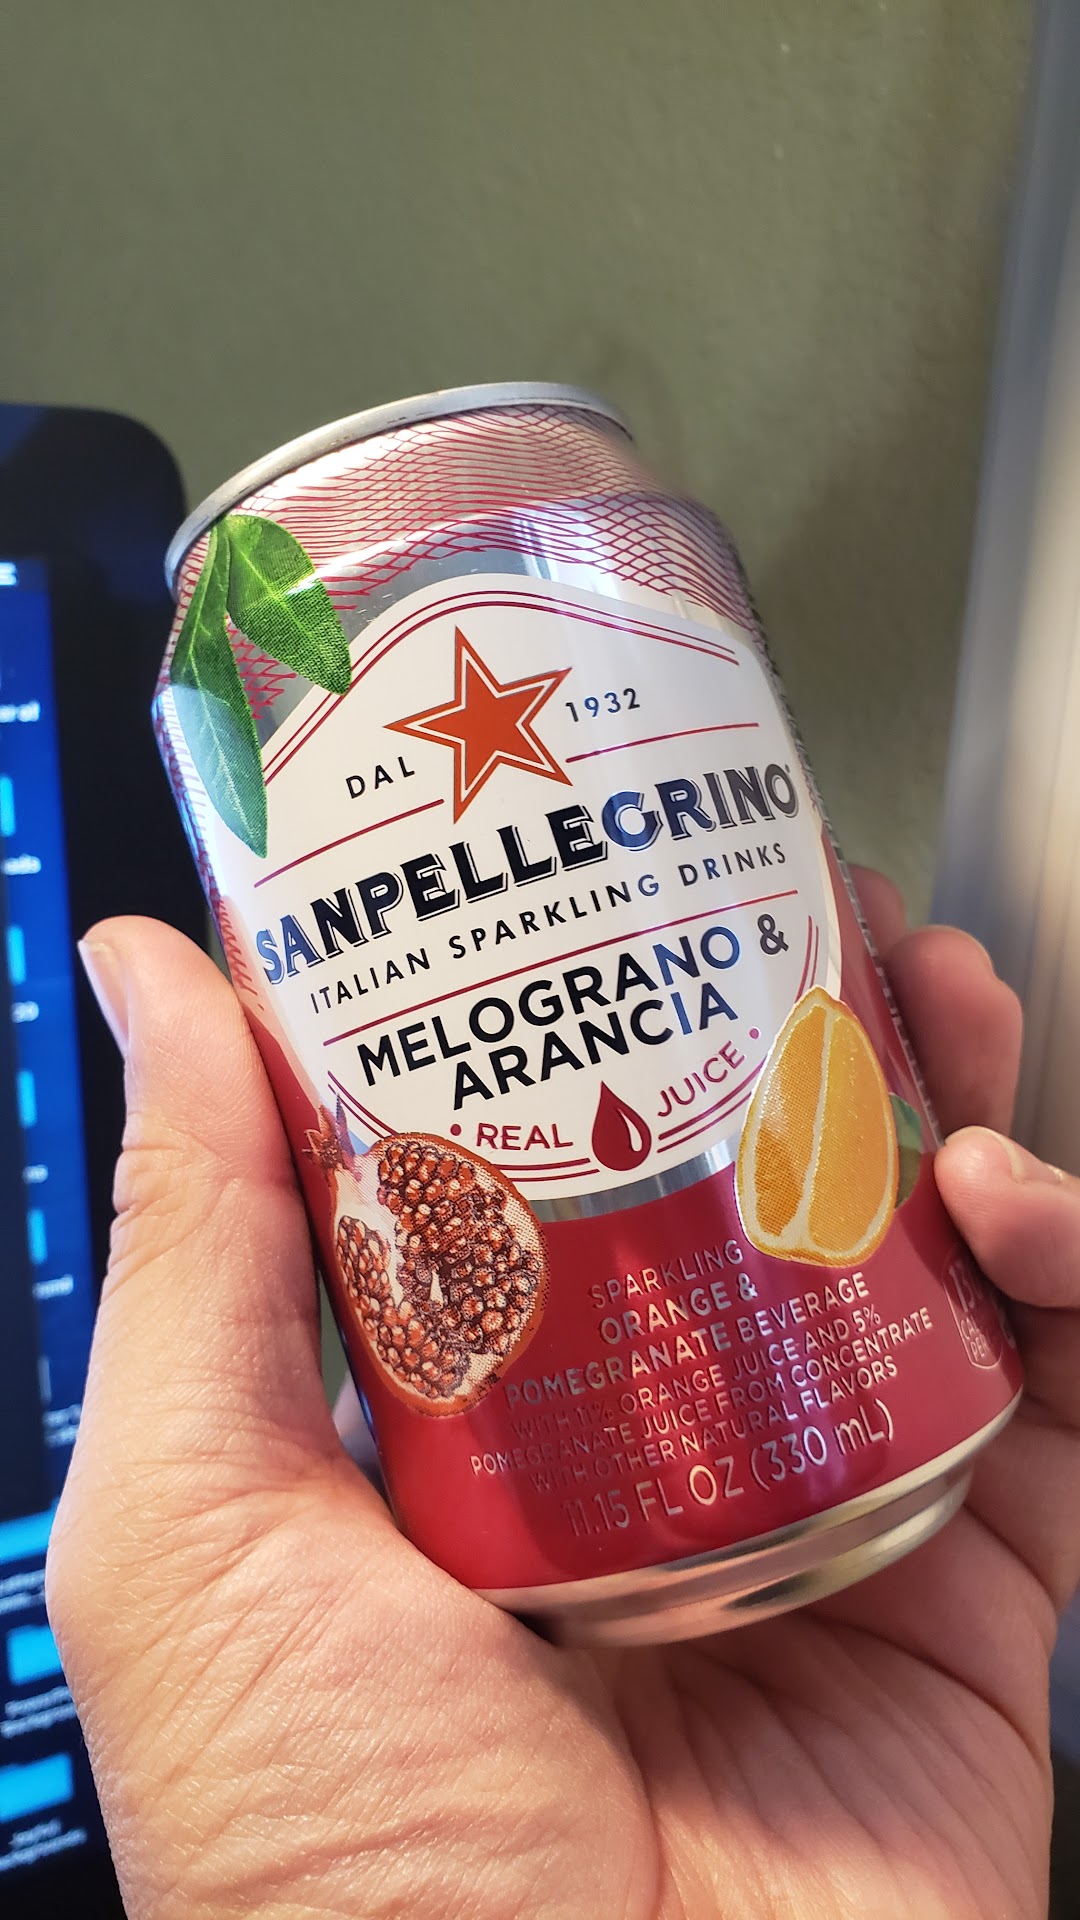 DAL 1932
SANPELLEGRINO®
ITALIAN SPARKLING DRINKS
MELOGRANO &
ARANCIA
• REAL JUICE •
SPARKLING
ORANGE &
POMEGRANATE BEVERAGE
WITH 11% ORANGE JUICE AND 5%
POMEGRANATE JUICE FROM CONCENTRATE
WITH OTHER NATURAL FLAVORS
11.15 FL OZ (330 mL)